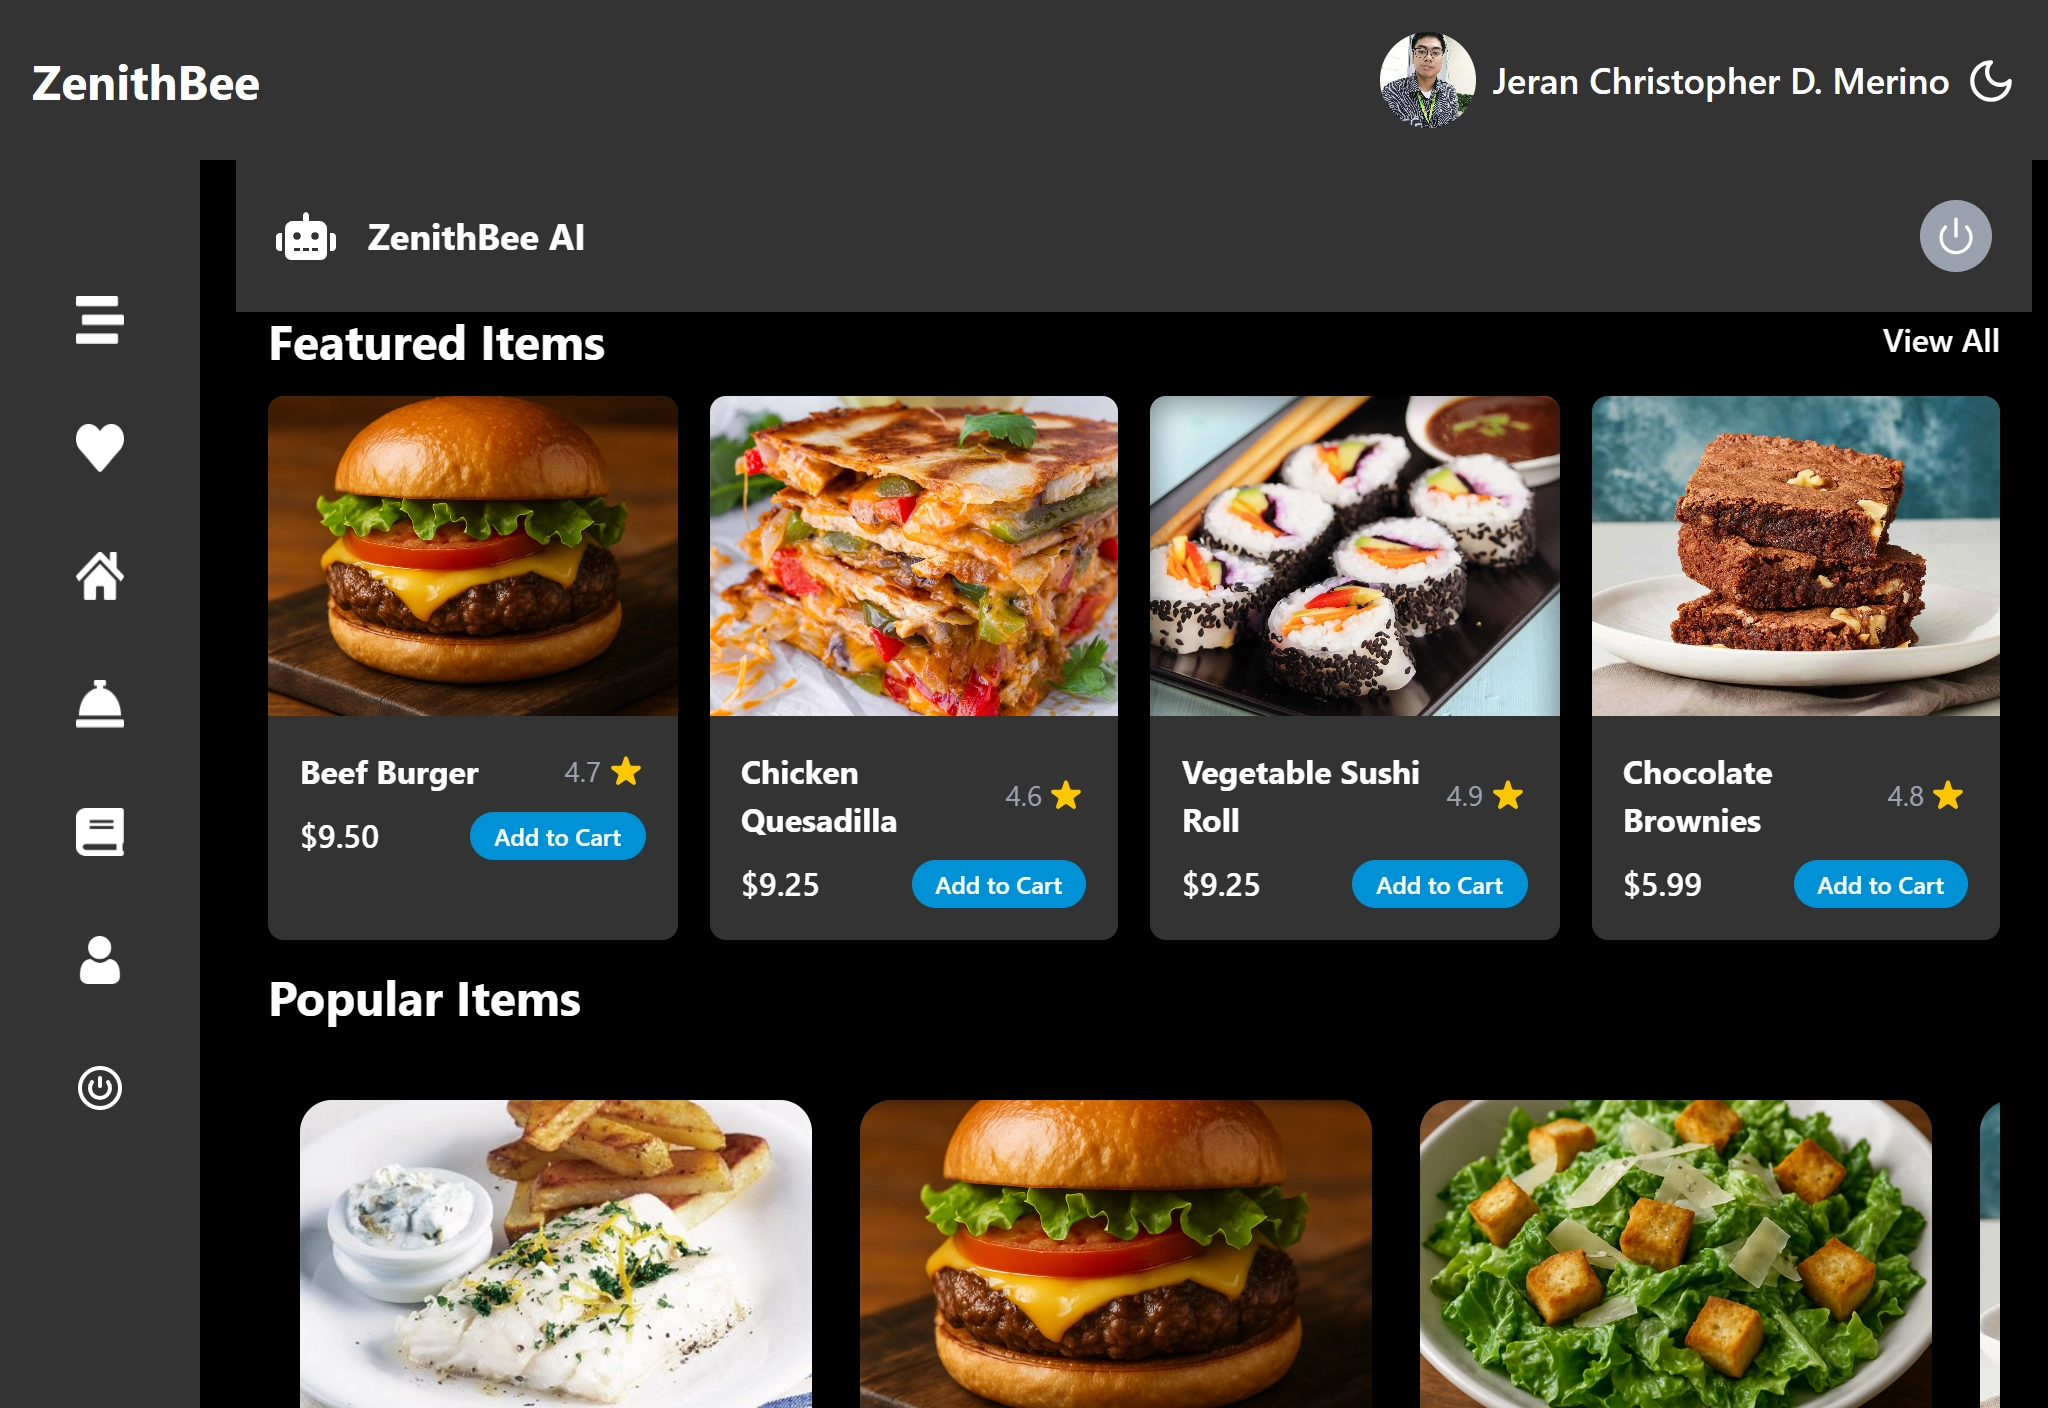 ZenithBee
Jeran Christopher D. Merino
ZenithBee AI
Featured Items
View All
Beef Burger
4.7
$9.50
Add to Cart
Chicken
Quesadilla
4.6
$9.25
Add to Cart
Vegetable Sushi
Roll
4.9
$9.25
Add to Cart
Chocolate
Brownies
4.8
$5.99
Add to Cart
Popular Items